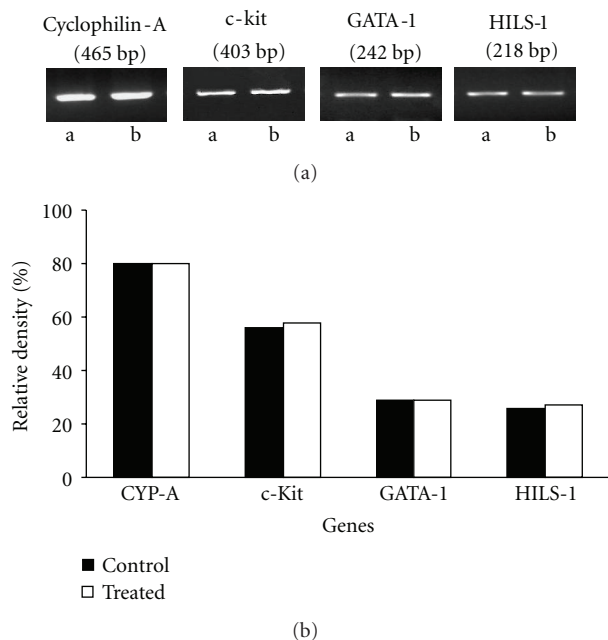 Cyclophilin-A c-kit GATA-1 HILS-1
(465 bp) (403 bp) (242 bp) (218 bp)
a b a b a b a b
(a)
100
80
60
40
20
0
Relative density (%)
CYP-A c-Kit GATA-1 HILS-1
Genes
Control
Treated
(b)